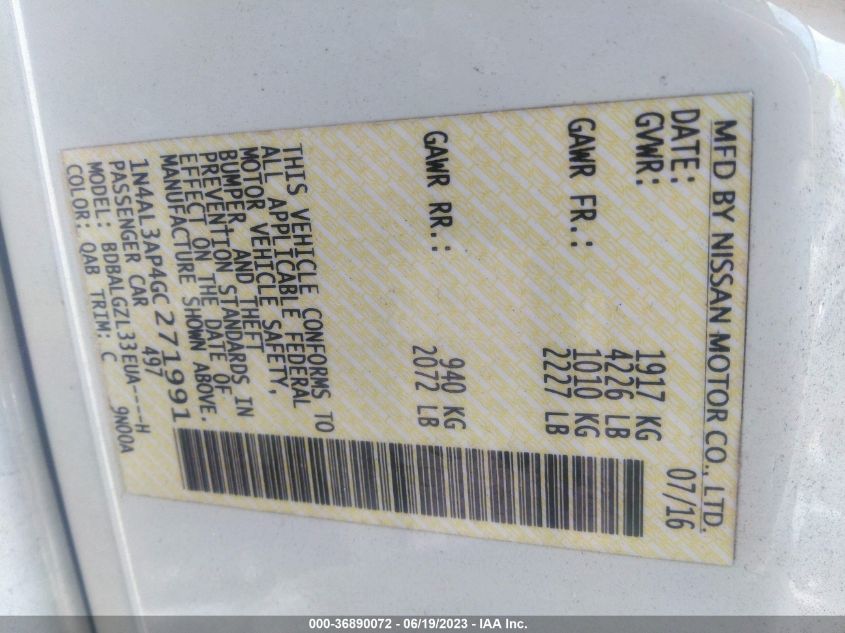 MFD BY NISSAN MOTOR CO., LTD.
DATE: 07/16
GVWR: 1917 KG
4226 LB
GAWR FR.: 1010 KG
2227 LB
GAWR RR.: 940 KG
2072 LB
THIS VEHICLE CONFORMS TO
ALL APPLICABLE FEDERAL
MOTOR VEHICLE SAFETY,
BUMPER, AND THEFT
PREVENTION STANDARDS IN
EFFECT ON THE DATE OF
MANUFACTURE SHOWN ABOVE.
1N4AL3AP4GC271991
PASSENGER CAR 497
MODEL: BDBALGZL33EUA----H
COLOR: QAB TRIM: C 9N00A
000-36890072 - 06/19/2023 - IAA Inc.